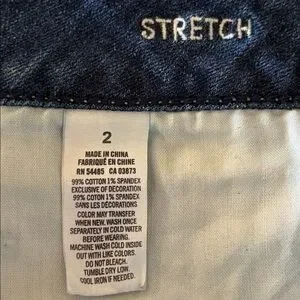 STRETCH
2
MADE IN CHINA
FABRIQUÉ EN CHINE
RN 54485 CA 03873
99% COTTON 1% SPANDEX
EXCLUSIVE OF DECORATION
99% COTON 1% SPANDEX
SANS LES DÉCORATIONS
COLOR MAY TRANSFER
WHEN NEW. WASH ONCE
SEPARATELY IN COLD WATER
BEFORE WEARING.
MACHINE WASH COLD INSIDE
OUT WITH LIKE COLORS.
DO NOT BLEACH.
TUMBLE DRY LOW.
COOL IRON IF NEEDED.